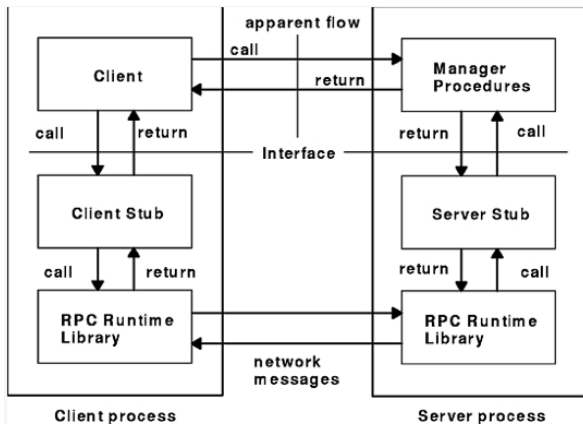 apparent flow
call
Client
Manager
Procedures
return
call
return
return
call
Interface
Client Stub
Server Stub
call
return
return
call
RPC Runtime
Library
RPC Runtime
Library
network
messages
Client process
Server process